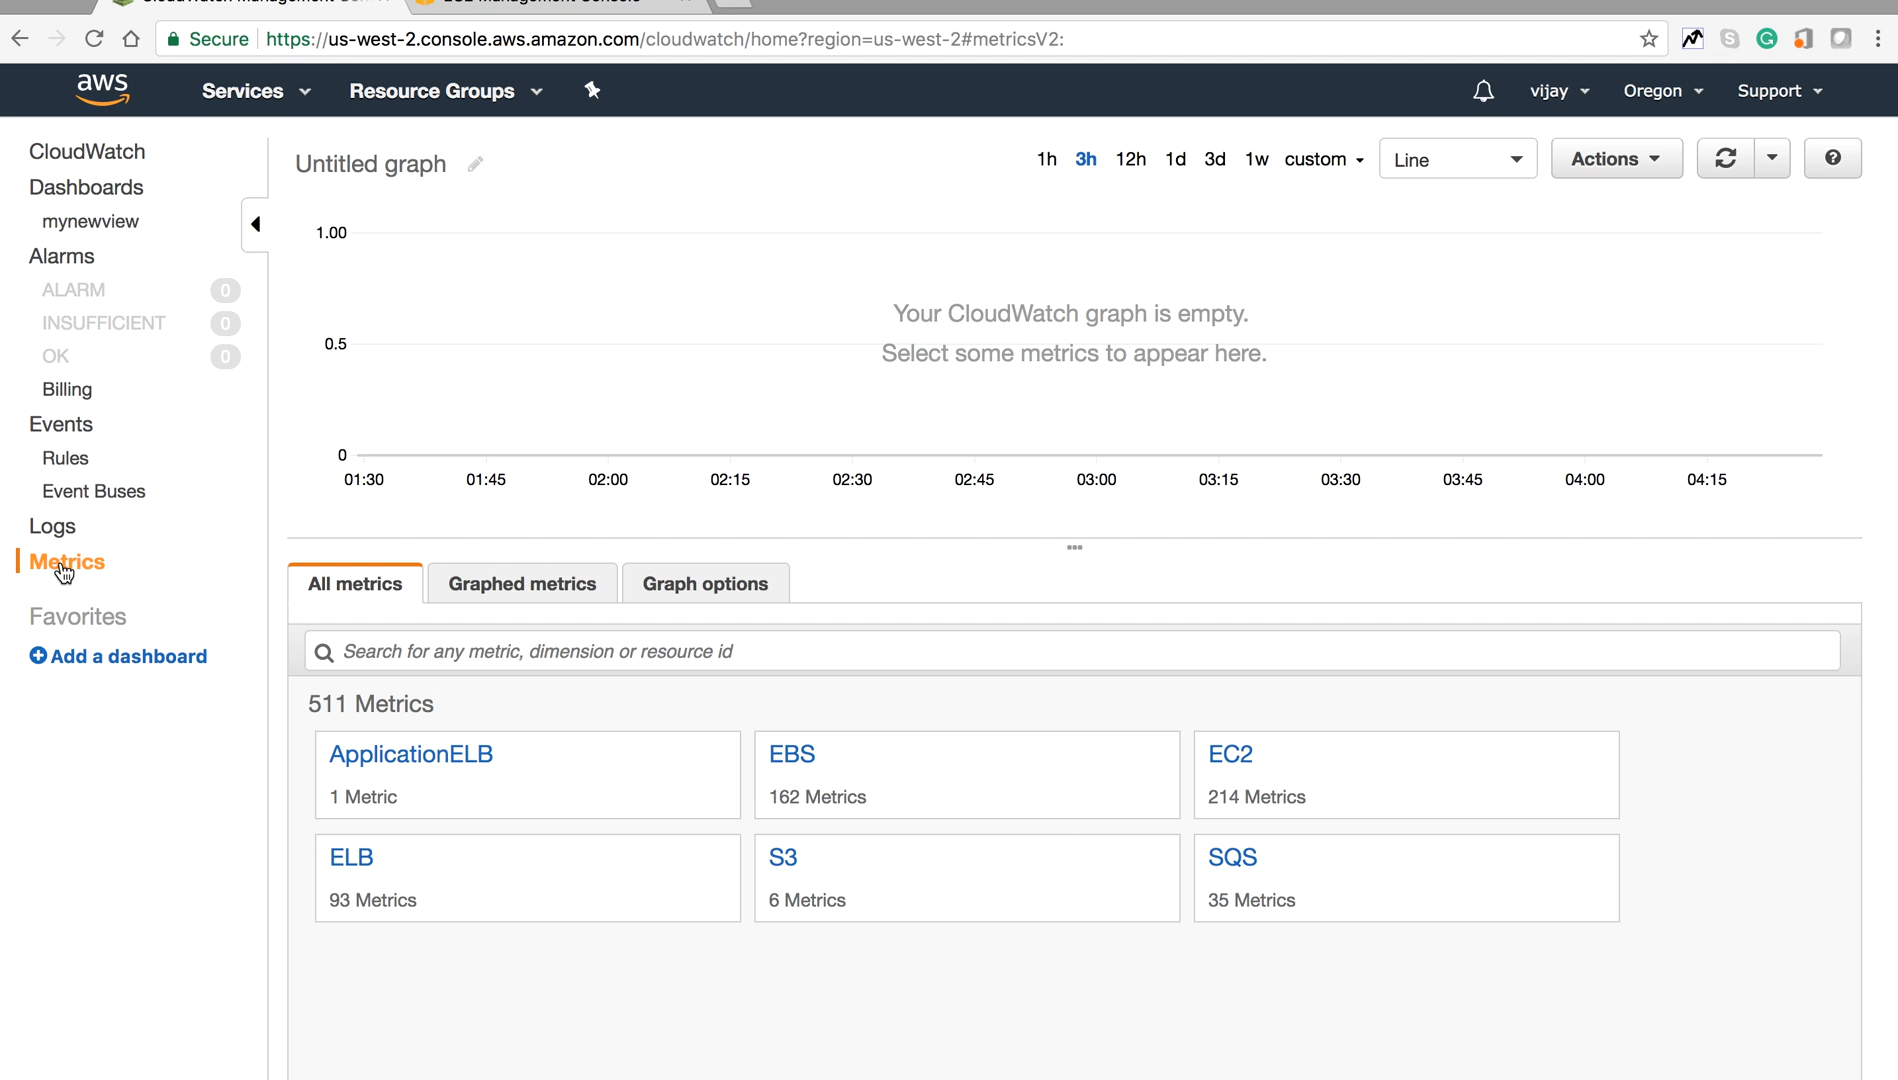 Secure https://us-west-2.console.aws.amazon.com/cloudwatch/home?region=us-west-2#metricsV2:
aws Services Resource Groups vijay Oregon Support
CloudWatch
Dashboards
mynewview
Alarms
ALARM 0
INSUFFICIENT 0
OK 0
Billing
Events
Rules
Event Buses
Logs
Metrics
Favorites
Add a dashboard
Untitled graph
1h 3h 12h 1d 3d 1w custom Line Actions ?
1.00
0.5
0
Your CloudWatch graph is empty.
Select some metrics to appear here.
01:30 01:45 02:00 02:15 02:30 02:45 03:00 03:15 03:30 03:45 04:00 04:15
All metrics Graphed metrics Graph options
Search for any metric, dimension or resource id
511 Metrics
ApplicationELB
1 Metric
EBS
162 Metrics
EC2
214 Metrics
ELB
93 Metrics
S3
6 Metrics
SQS
35 Metrics